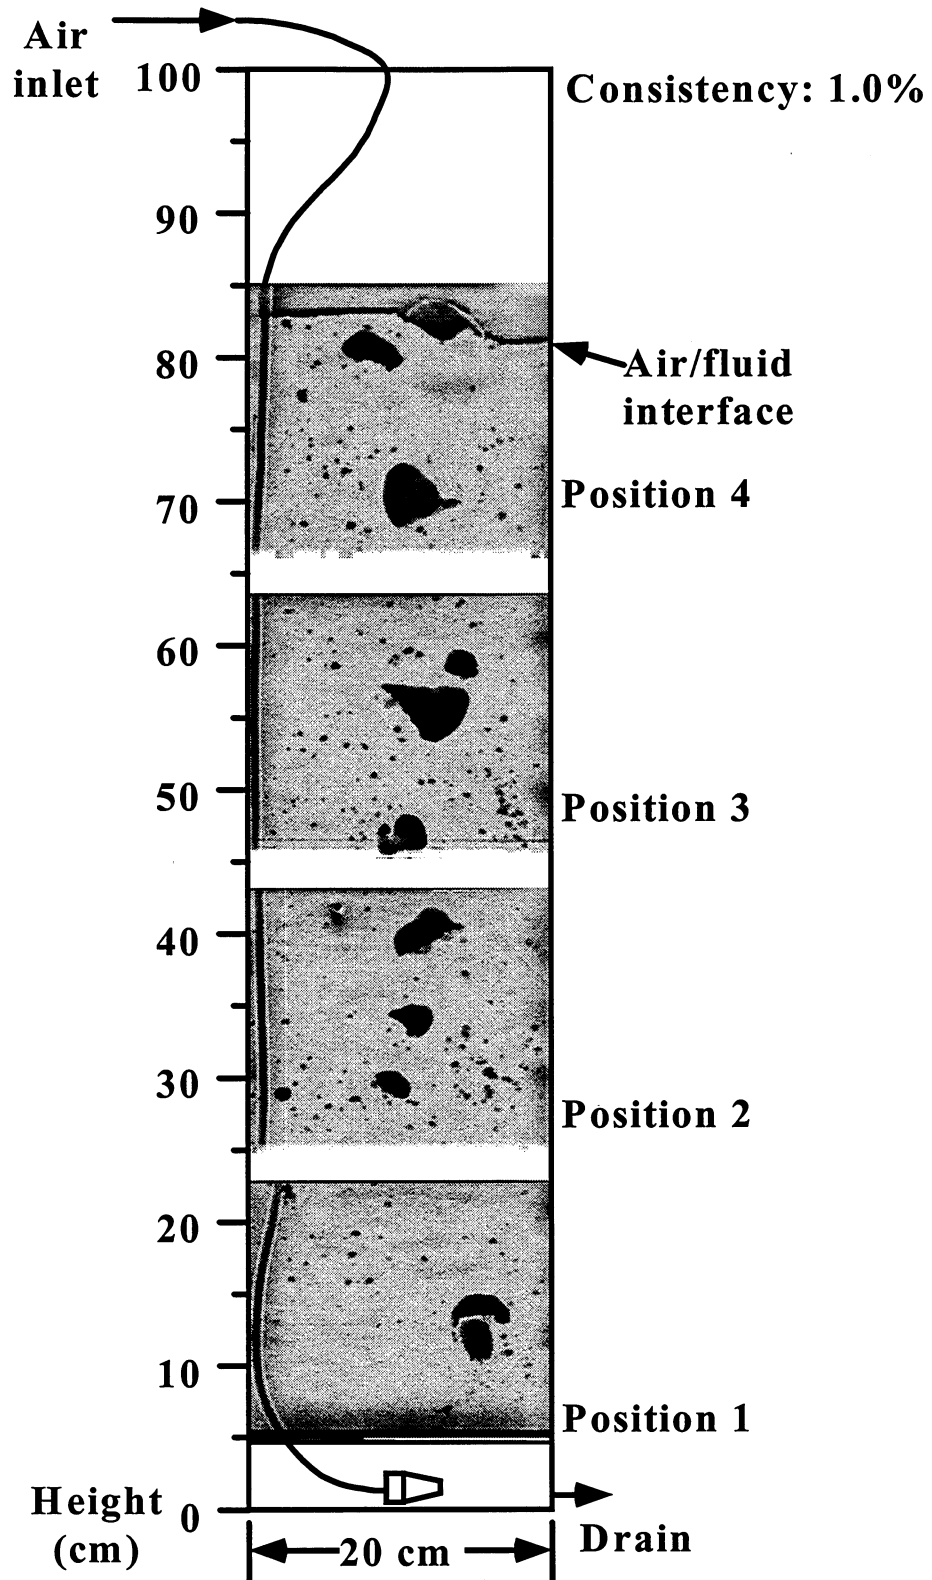 Air
inlet
100
Consistency: 1.0%
90
80
Air/fluid
interface
70
Position 4
60
50
Position 3
40
30
Position 2
20
10
Position 1
Height
(cm)
0
Drain
20 cm